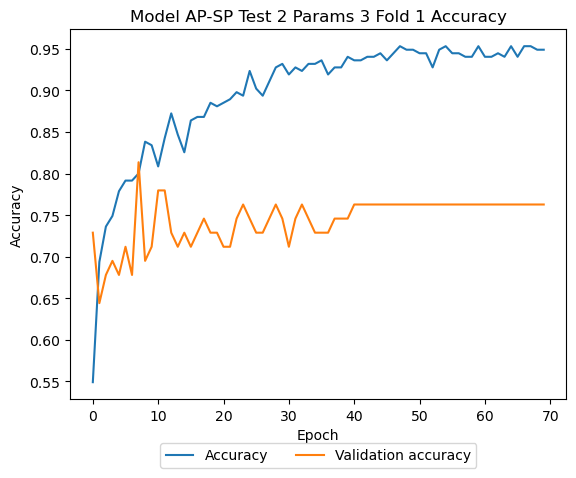 Model AP-SP Test 2 Params 3 Fold 1 Accuracy
0.95
0.90
0.85
0.80
0.75
0.70
0.65
0.60
0.55
Accuracy
0 10 20 30 40 50 60 70
Epoch
Accuracy Validation accuracy